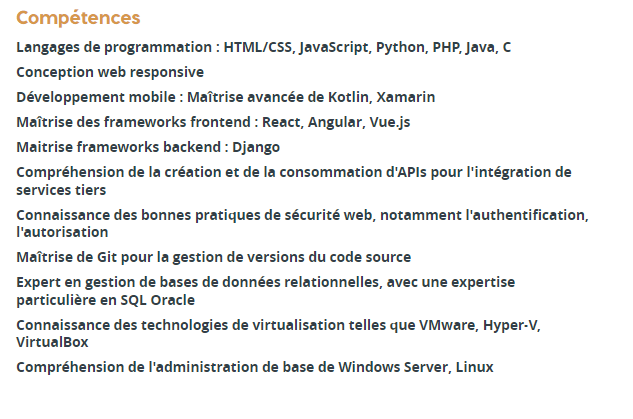 Compétences
Langages de programmation : HTML/CSS, JavaScript, Python, PHP, Java, C
Conception web responsive
Développement mobile : Maîtrise avancée de Kotlin, Xamarin
Maîtrise des frameworks frontend : React, Angular, Vue.js
Maitrise frameworks backend : Django
Compréhension de la création et de la consommation d'APIs pour l'intégration de
services tiers
Connaissance des bonnes pratiques de sécurité web, notamment l'authentification,
l'autorisation
Maîtrise de Git pour la gestion de versions du code source
Expert en gestion de bases de données relationnelles, avec une expertise
particulière en SQL Oracle
Connaissance des technologies de virtualisation telles que VMware, Hyper-V,
VirtualBox
Compréhension de l'administration de base de Windows Server, Linux